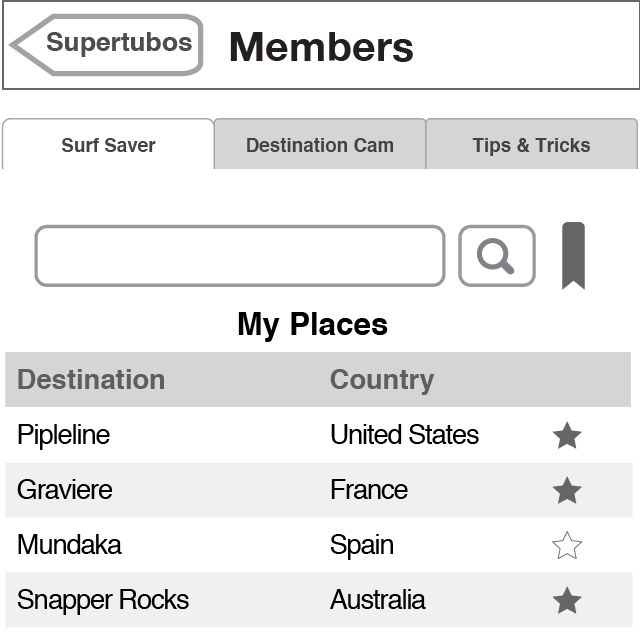 Supertubos Members
Surf Saver Destination Cam Tips & Tricks
My Places
Destination Country
Pipleline United States
Graviere France
Mundaka Spain
Snapper Rocks Australia